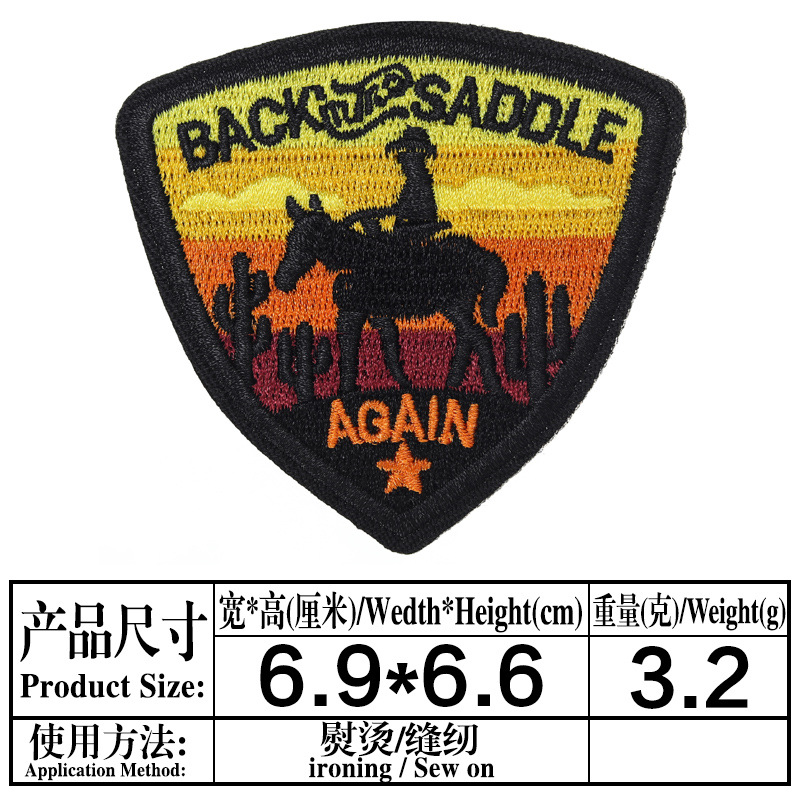 BACK in the SADDLE
AGAIN
产品尺寸
Product Size:
宽*高(厘米)/Wedth*Height(cm)
重量(克)/Weight(g)
6.9*6.6
3.2
使用方法:
Application Method:
熨烫/缝纫
ironing / Sew on